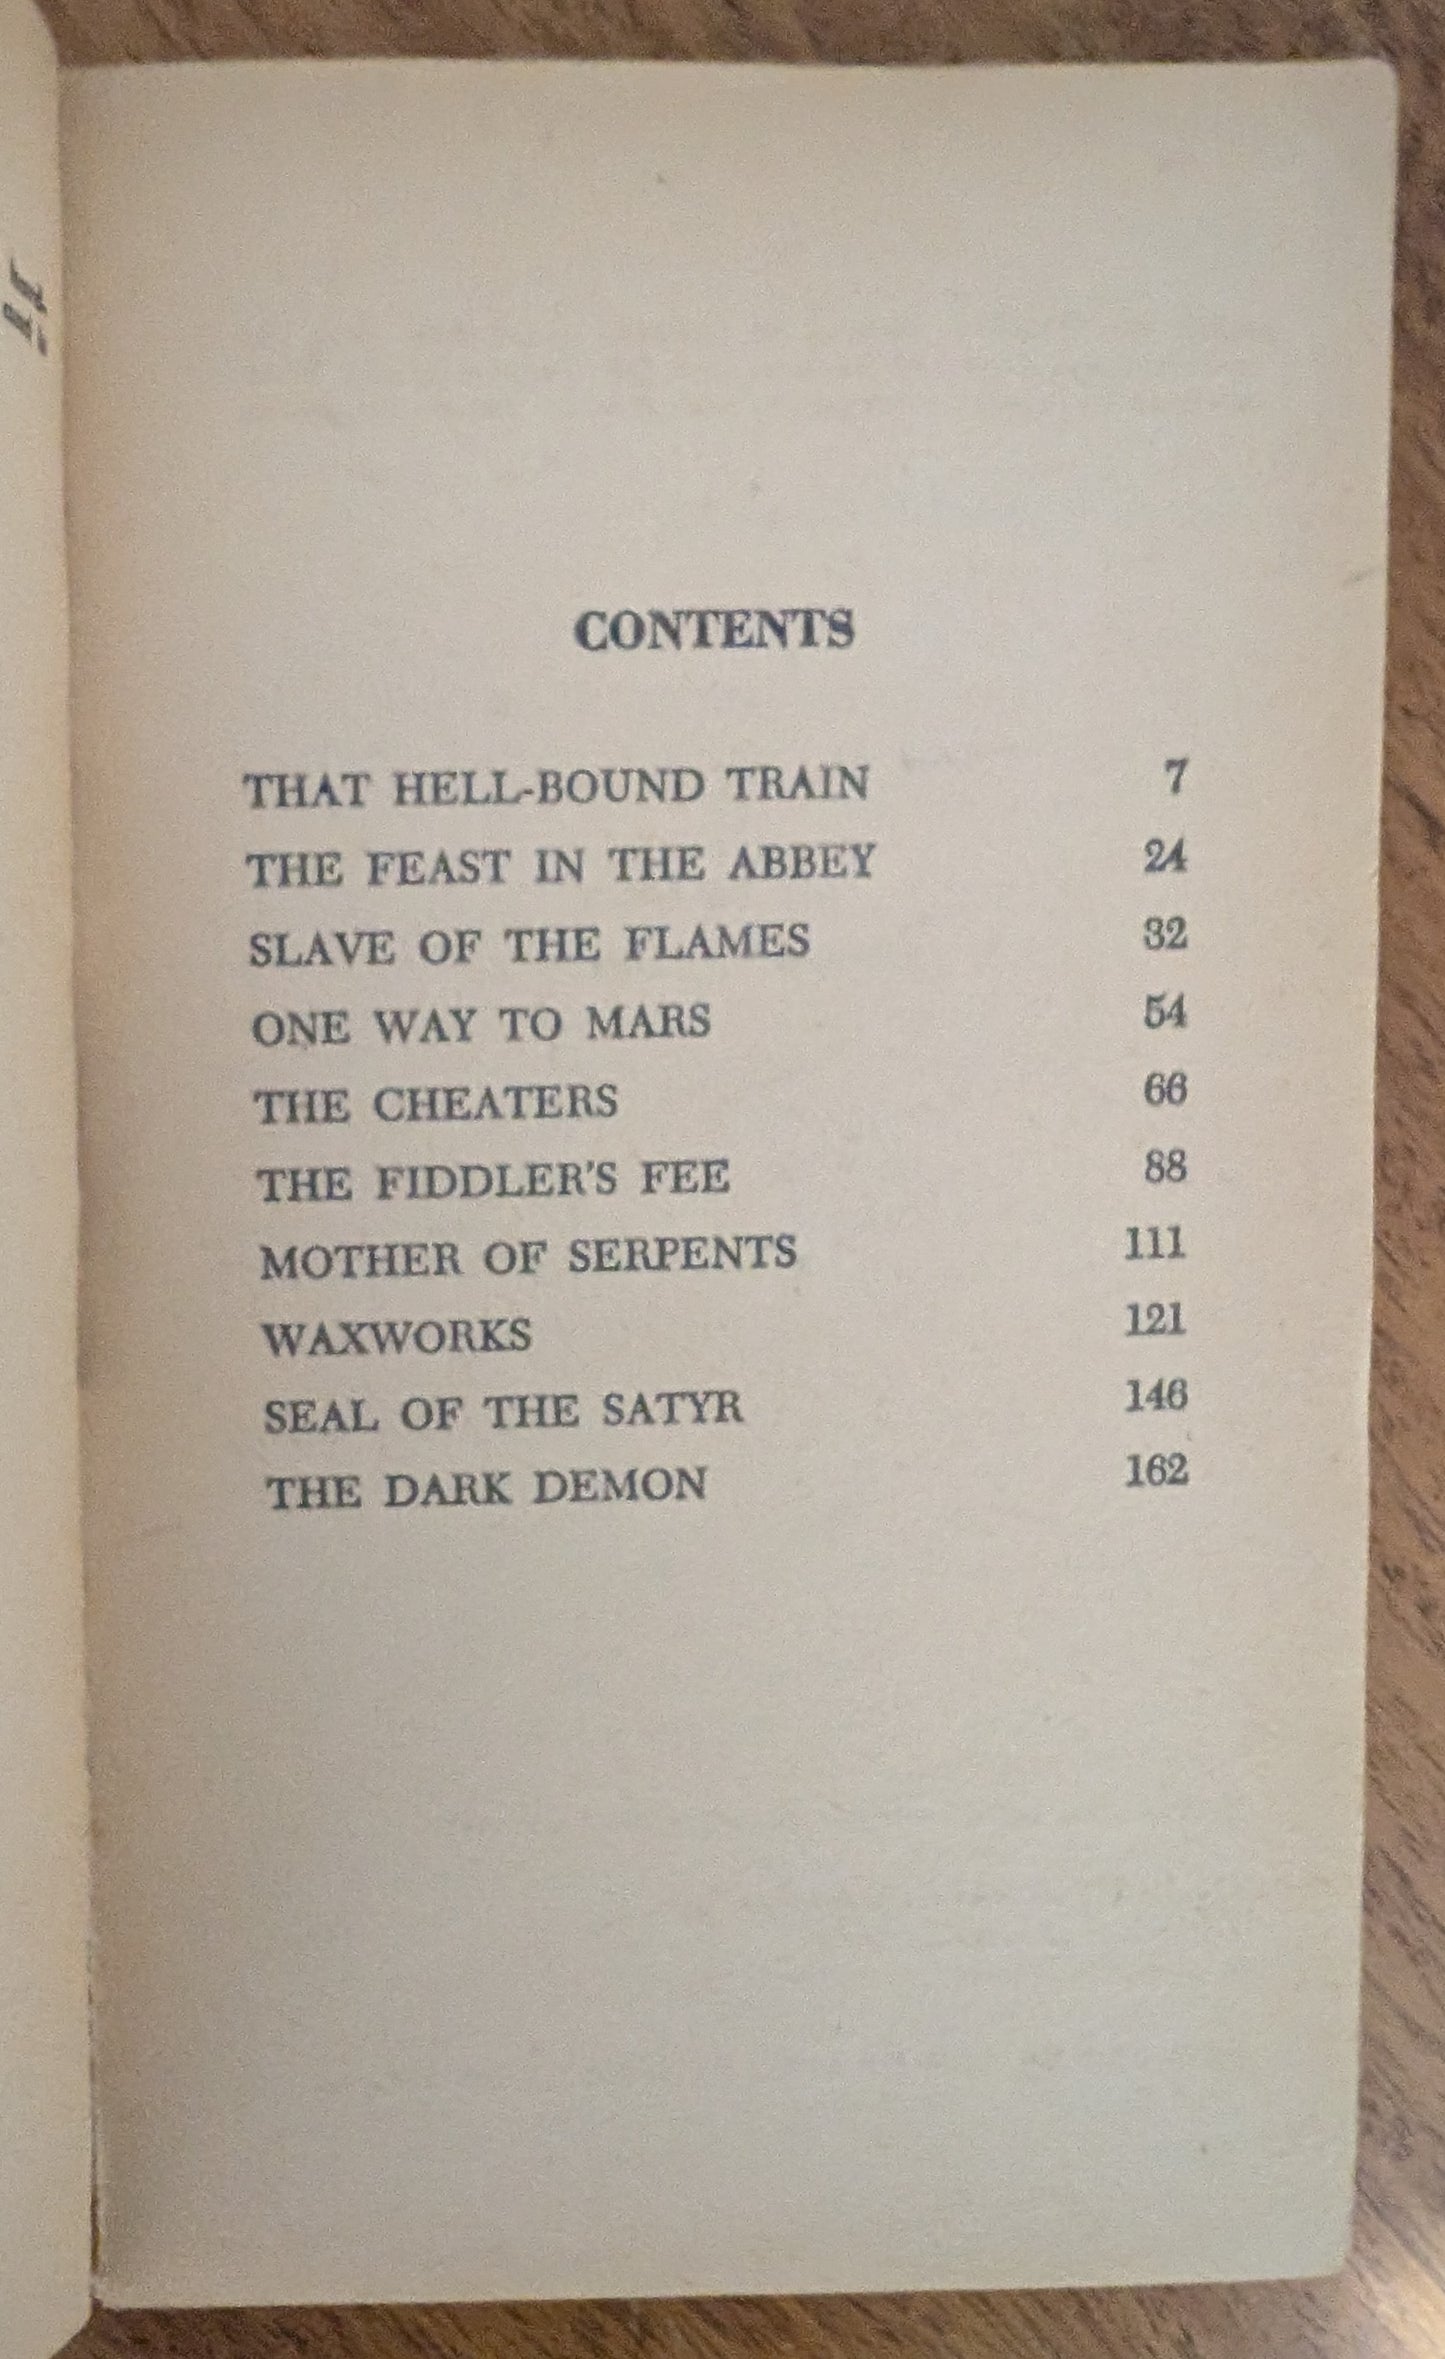 CONTENTS
THAT HELL-BOUND TRAIN 7
THE FEAST IN THE ABBEY 24
SLAVE OF THE FLAMES 32
ONE WAY TO MARS 54
THE CHEATERS 66
THE FIDDLER'S FEE 88
MOTHER OF SERPENTS 111
WAXWORKS 121
SEAL OF THE SATYR 146
THE DARK DEMON 162